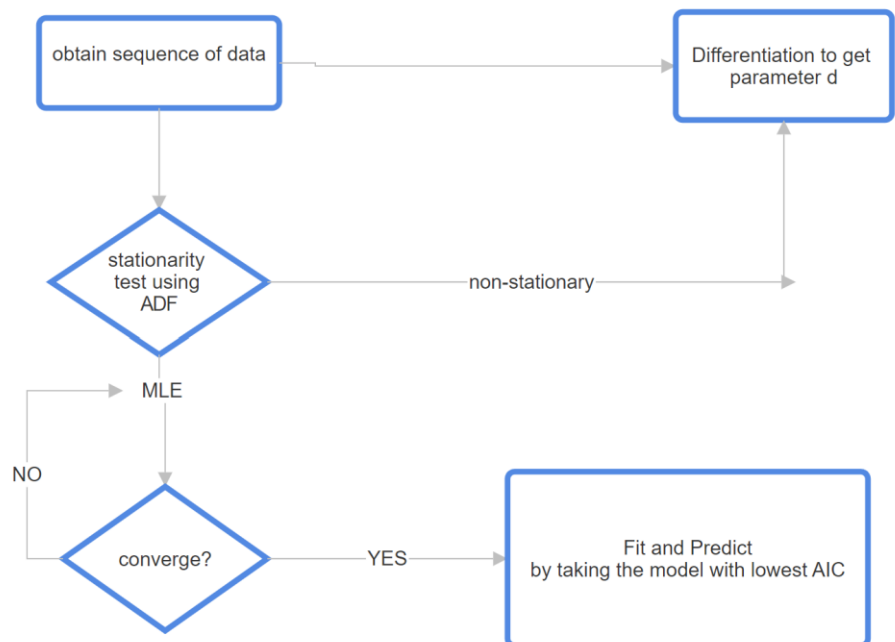 obtain sequence of data
Differentiation to get
parameter d
stationarity
test using
ADF
non-stationary
MLE
NO
converge?
YES
Fit and Predict
by taking the model with lowest AIC